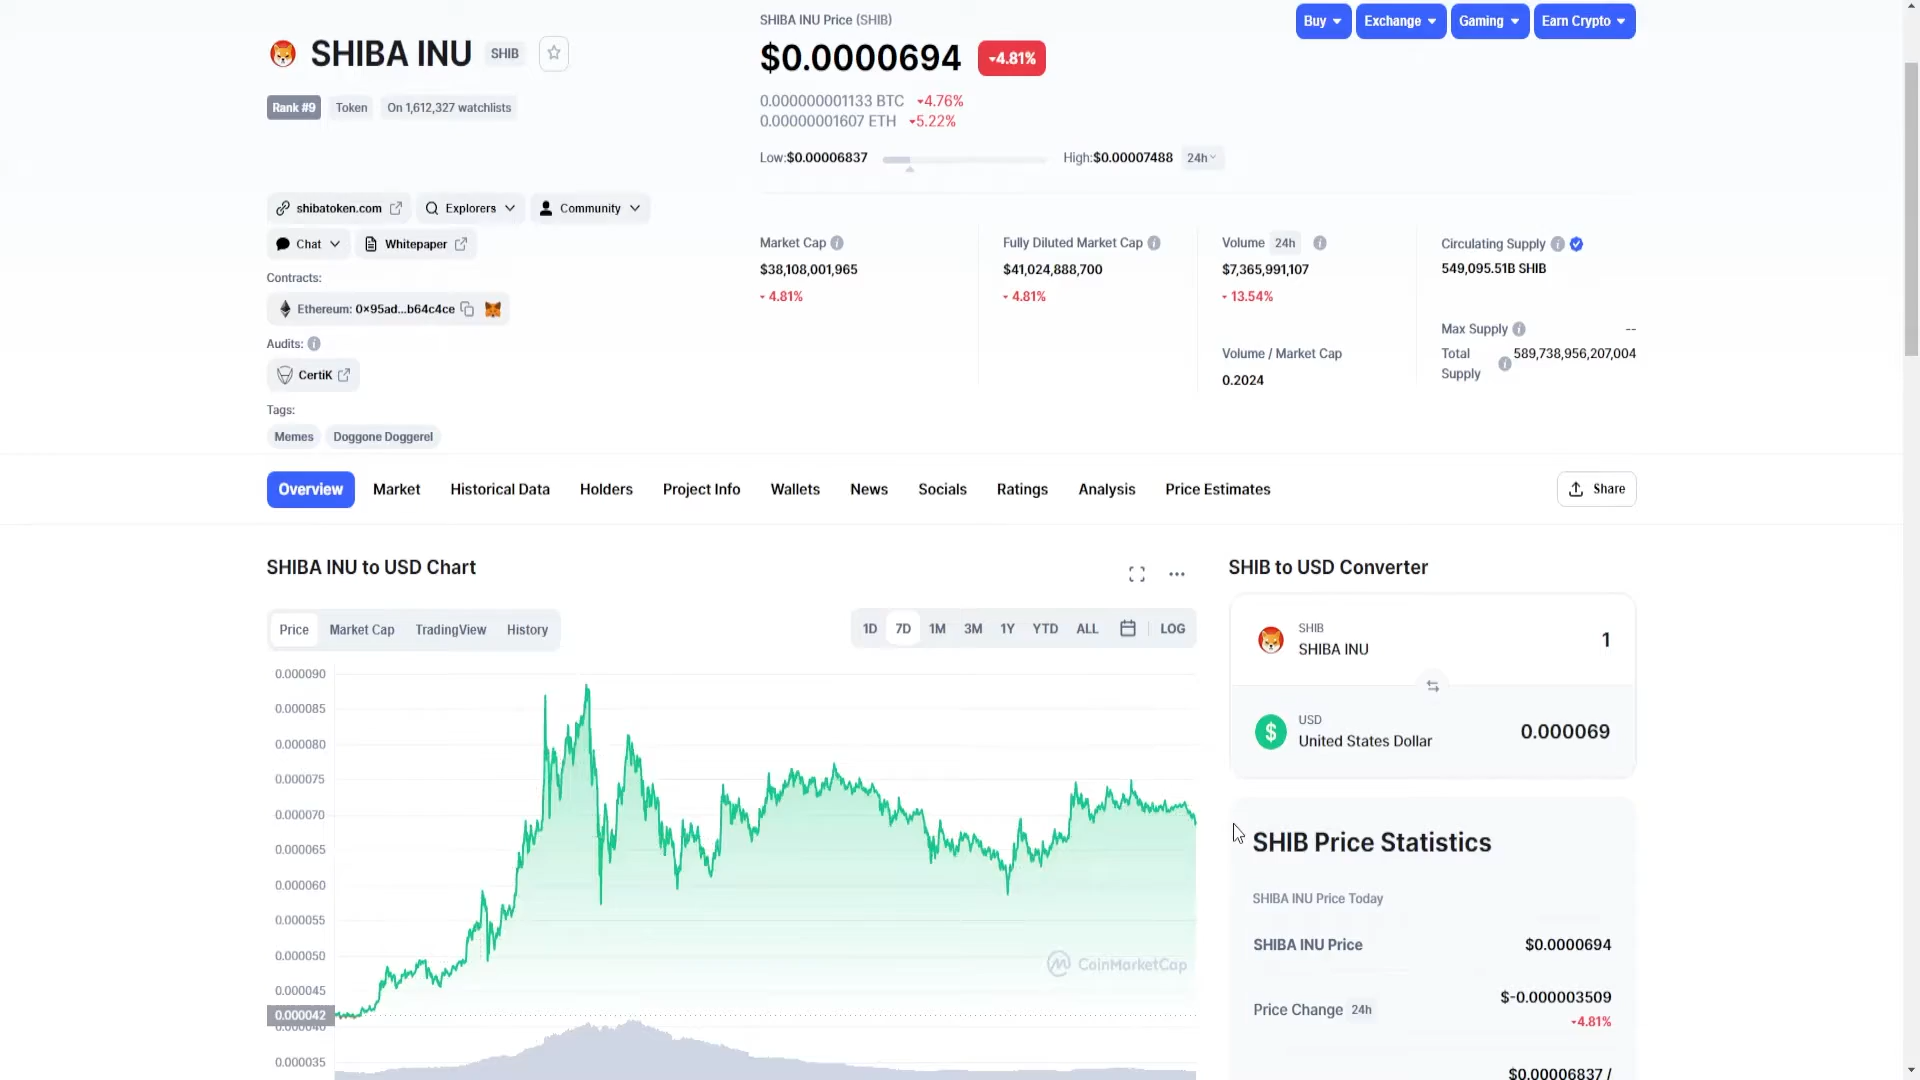 SHIBA INU SHIB
Rank #9 Token On 1,612,327 watchlists
SHIBA INU Price (SHIB)
$0.0000694 4.81%
0.000000001133 BTC 4.76%
0.00000001607 ETH 5.22%
Low:$0.00006837 High:$0.00007488 24h
Buy Exchange Gaming Earn Crypto
shibatoken.com Explorers Community
Chat Whitepaper
Contracts:
Ethereum: 0×95ad...b64c4ce
Audits:
CertiK
Tags:
Memes Doggone Doggerel
Market Cap
$38,108,001,965
4.81%
Fully Diluted Market Cap
$41,024,888,700
4.81%
Volume 24h
$7,365,991,107
13.54%
Volume / Market Cap
0.2024
Circulating Supply
549,095.51B SHIB
Max Supply --
Total Supply 589,738,956,207,004
Overview Market Historical Data Holders Project Info Wallets News Socials Ratings Analysis Price Estimates Share
SHIBA INU to USD Chart
Price Market Cap TradingView History
1D 7D 1M 3M 1Y YTD ALL LOG
0.000090
0.000085
0.000080
0.000075
0.000070
0.000065
0.000060
0.000055
0.000050
0.000045
0.000042
0.000040
0.000035
CoinMarketCap
SHIB to USD Converter
SHIB
SHIBA INU 1
USD
United States Dollar 0.000069
SHIB Price Statistics
SHIBA INU Price Today
SHIBA INU Price $0.0000694
Price Change 24h $-0.000003509
4.81%
$0.00006837 /